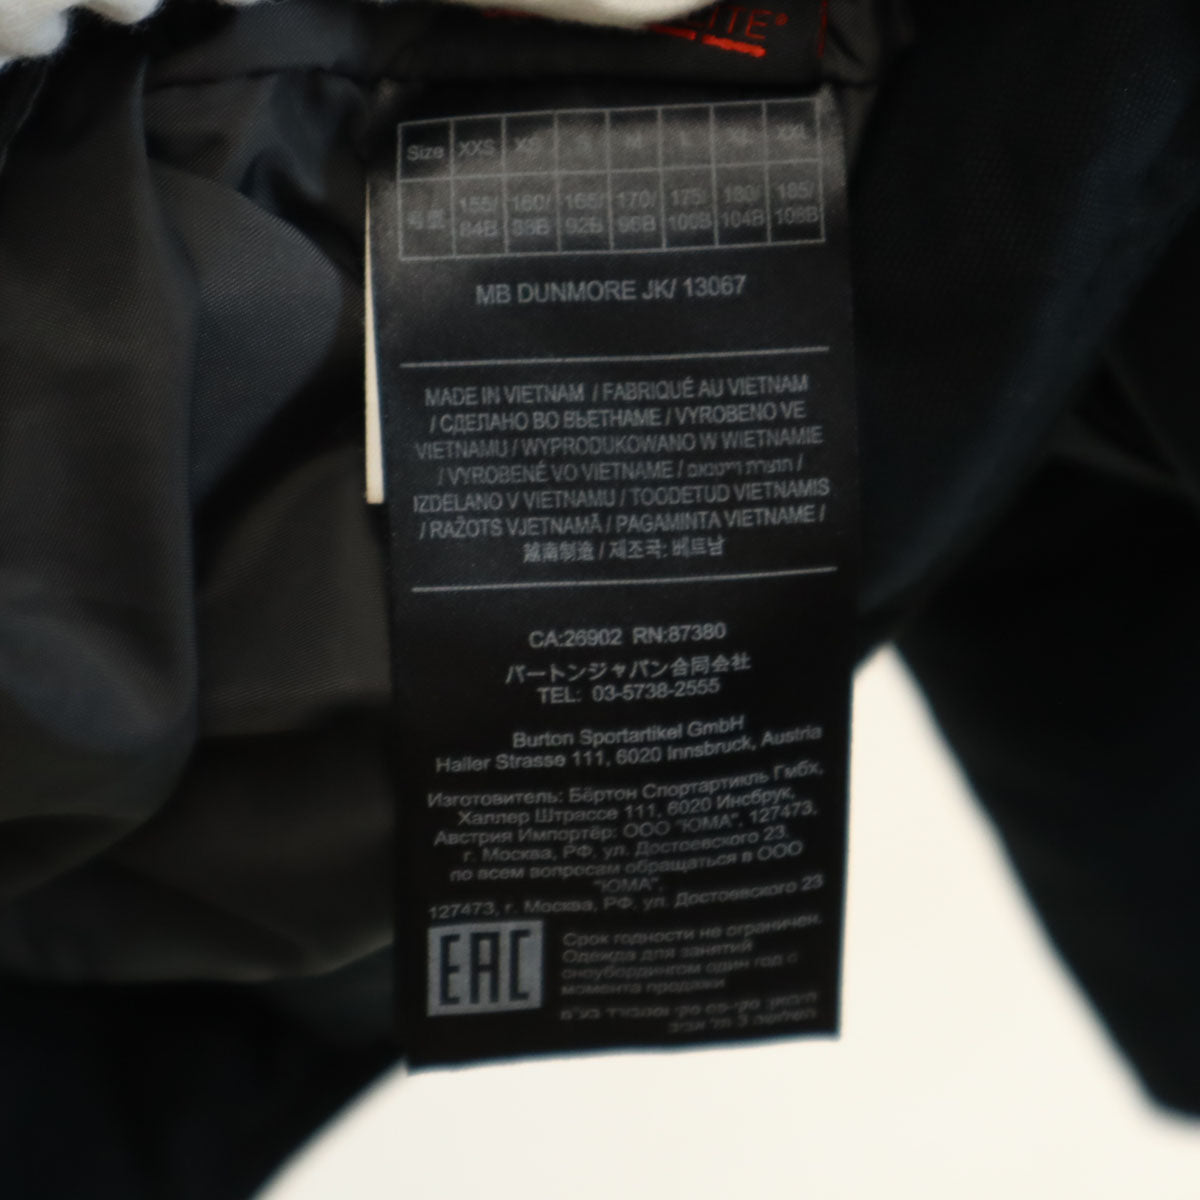 ITE®
Size XXS XS S M L XL XXL
号型 155/84B 160/88B 165/92B 170/96B 175/100B 180/104B 185/108B
MB DUNMORE JK/ 13067
MADE IN VIETNAM / FABRIQUÉ AU VIETNAM
/ СДЕЛАНО ВО ВЬЕТНАМЕ / VYROBENO VE
VIETNAMU / WYPRODUKOWANO W WIETNAMIE
/ VYROBENÉ VO VIETNAME / תוצרת וייטנאם /
IZDELANO V VIETNAMU / TOODETUD VIETNAMIS
/ RAŽOTS VJETNAMĀ / PAGAMINTA VIETNAME /
越南制造 / 제조국: 베트남
CA:26902 RN:87380
バートンジャパン合同会社
TEL: 03-5738-2555
Burton Sportartikel GmbH
Haller Strasse 111, 6020 Innsbruck, Austria
Изготовитель: Бёртон Спортартикль Гмбх,
Халлер Штрассе 111, 6020 Инсбрук,
Австрия Импортёр: ООО "ЮМА", 127473,
г. Москва, РФ, ул. Достоевского 23,
по всем вопросам обращаться в ООО
"ЮМА",
127473, г. Москва, РФ, ул. Достоевского 23
EAC
Срок годности не ограничен.
Одежда для занятий
сноубордингом один год с
момента продажи